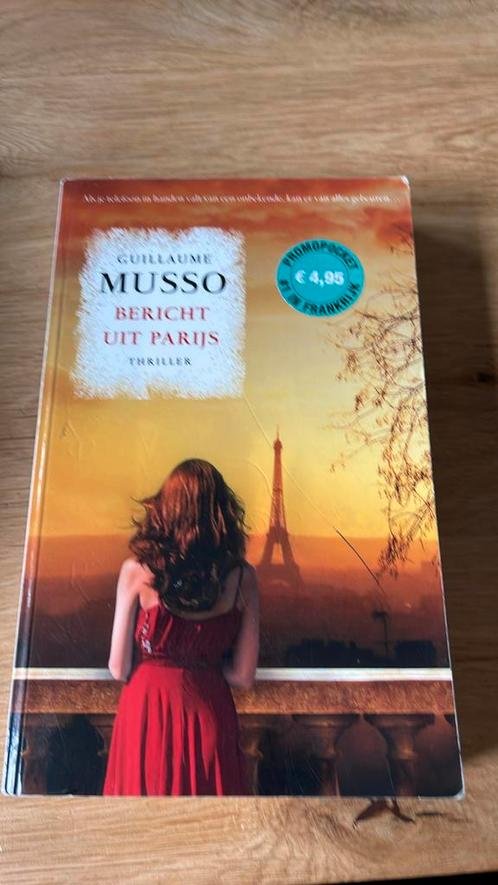 Als je telefoon in handen valt van een onbekende, kan er van alles gebeuren...
GUILLAUME
MUSSO
BERICHT
UIT PARIJS
THRILLER
PROMOPOCKET
€ 4,95
#1 IN FRANKRIJK